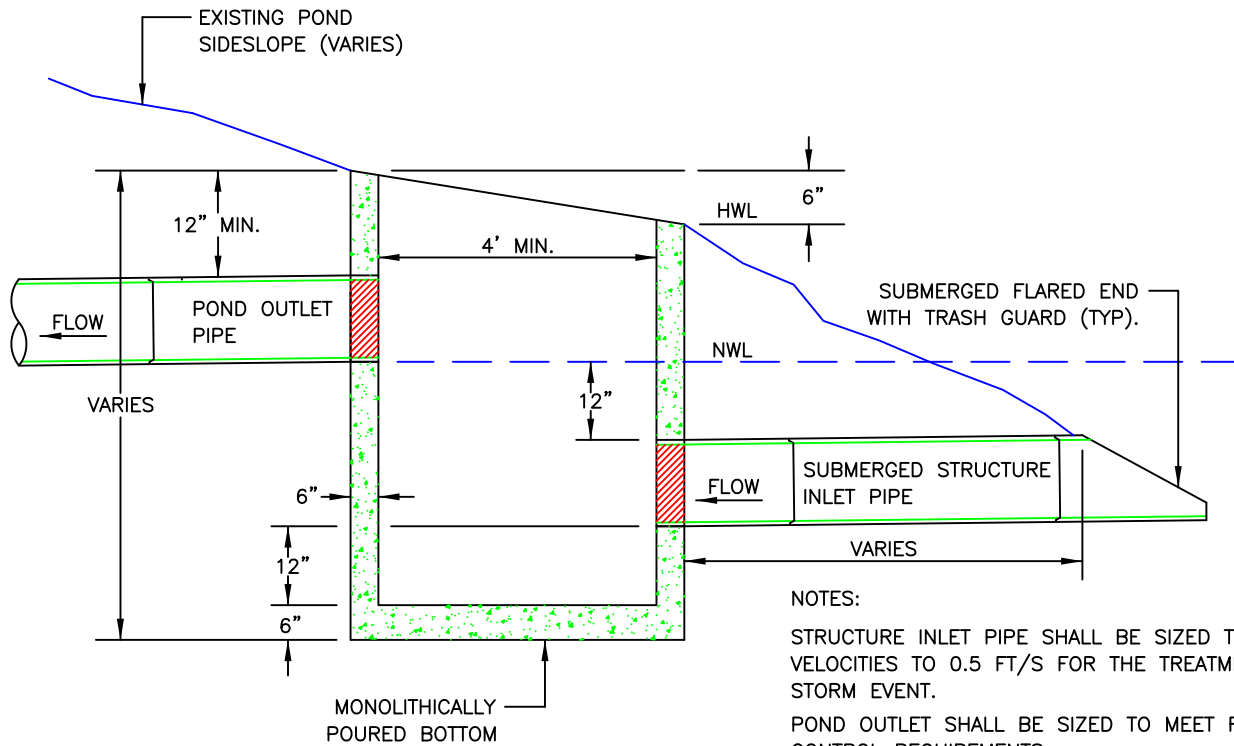 EXISTING POND
SIDESLOPE (VARIES)
6"
HWL
12" MIN.
4' MIN.
SUBMERGED FLARED END
WITH TRASH GUARD (TYP).
POND OUTLET
PIPE
FLOW
NWL
VARIES
12"
SUBMERGED STRUCTURE
INLET PIPE
FLOW
6"
VARIES
12"
6"
NOTES:
STRUCTURE INLET PIPE SHALL BE SIZED
VELOCITIES TO 0.5 FT/S FOR THE
STORM EVENT.
POND OUTLET SHALL BE SIZED TO MEET
CONTROL REQUIREMENTS
MONOLITHICALLY
POURED BOTTOM